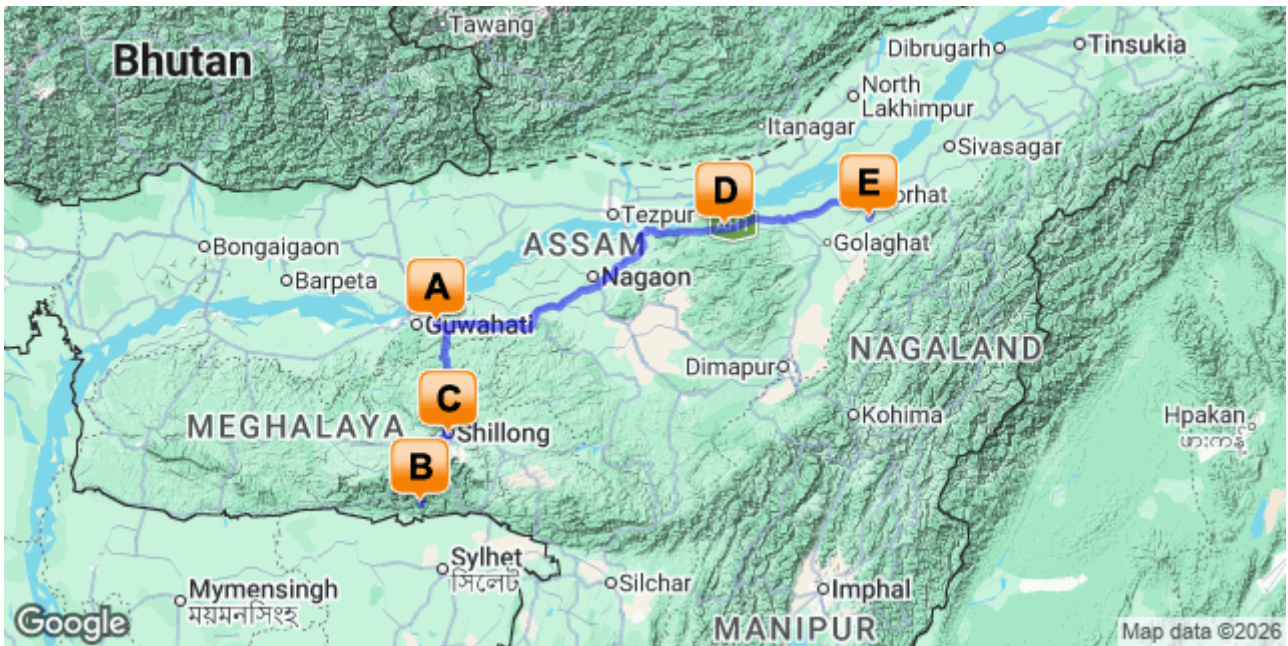 Tawang
Bhutan
Dibrugarh
Tinsukia
North
Lakhimpur
Itanagar
Sivasagar
D
E
orhat
Tezpur
ASSAM
Golaghat
Bongaigaon
Nagaon
Barpeta
A
Guwahati
NAGALAND
Dimapur
C
MEGHALAYA
Shillong
Kohima
Hpakan
ဖားကန့်
B
Sylhet
সিলেট
Silchar
Imphal
Mymensingh
ময়মনসিংহ
MANIPUR
Google
Map data ©2026